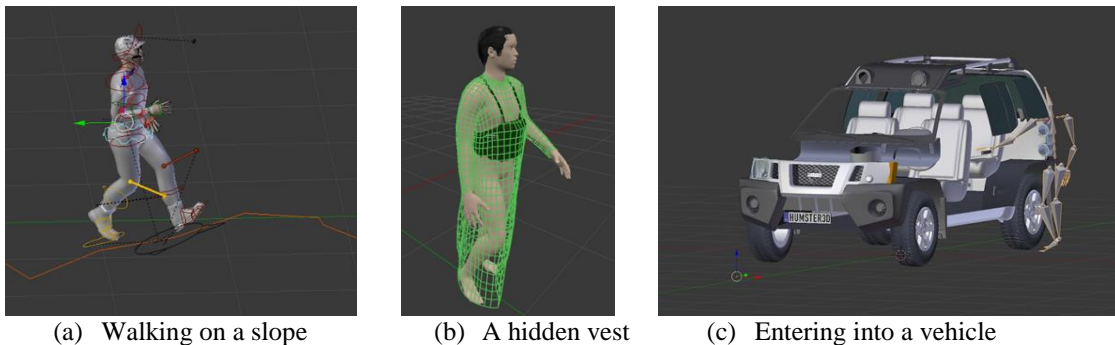 HUMSTER3D
(a) Walking on a slope
(b) A hidden vest
(c) Entering into a vehicle